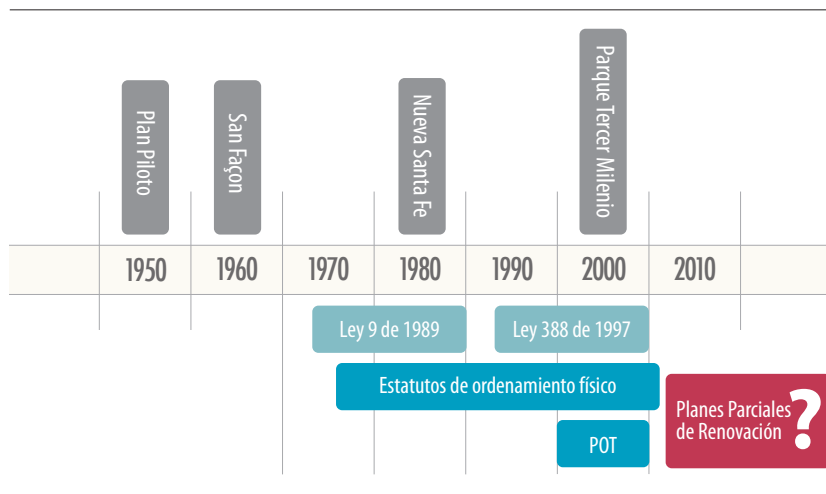 Plan Piloto
San Façon
Nueva Santa Fe
Parque Tercer Milenio
1950 1960 1970 1980 1990 2000 2010
Ley 9 de 1989 Ley 388 de 1997
Estatutos de ordenamiento físico
POT
Planes Parciales
de Renovación
?